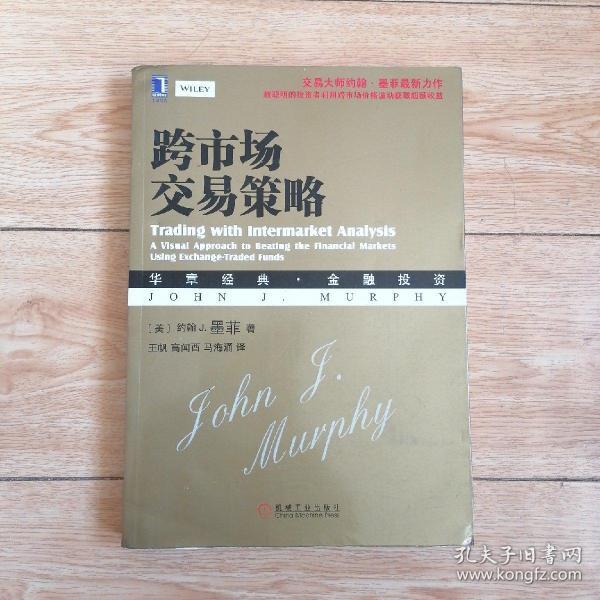 WILEY
交易大师约翰·墨菲最新力作
跨市场
交易策略
Trading with Intermarket Analysis
A Visual Approach to Beating the Financial Markets
Using Exchange-Traded Funds
华章经典·金融投资
JOHN J. MURPHY
[美] 约翰 J. 墨菲 著
王帆 高闻酉 马海涌 译
John J.
Murphy
机械工业出版社
China Machine Press
孔夫子旧书网
www.kongfz.com